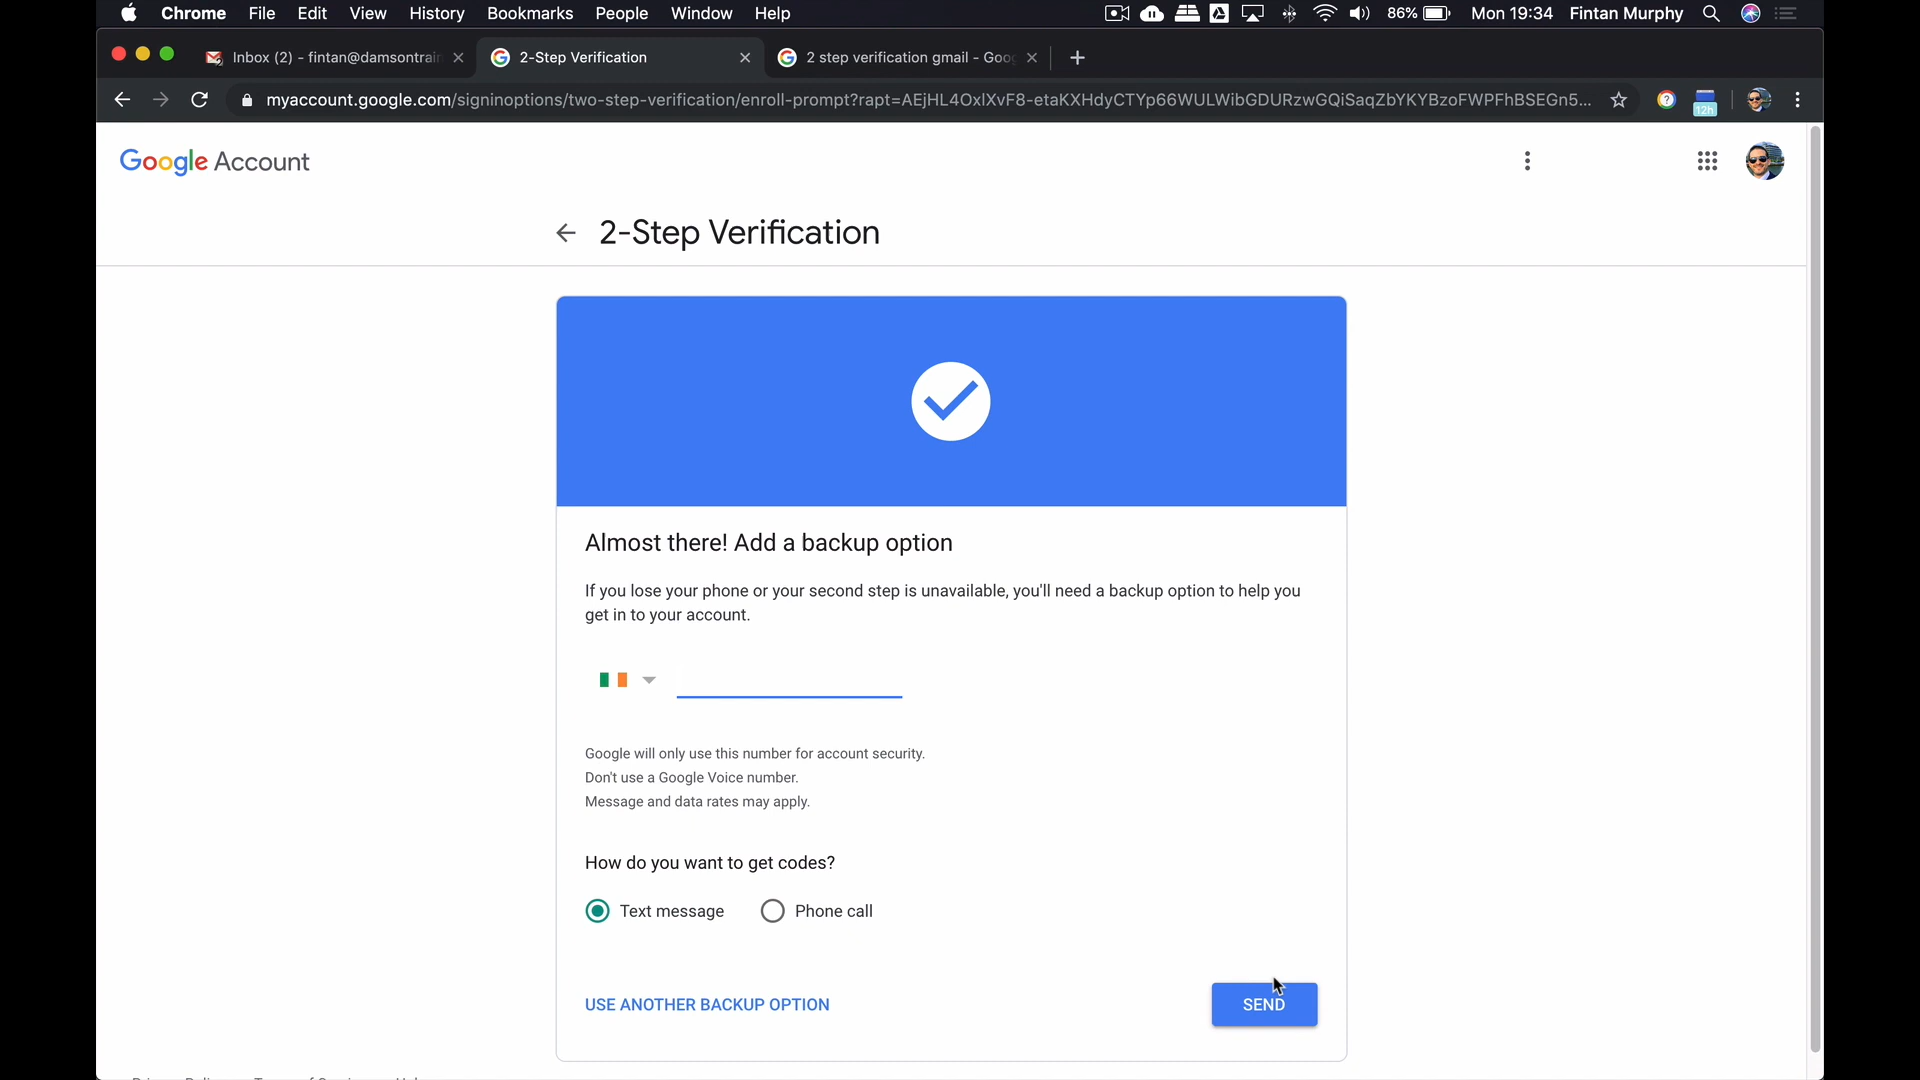 Chrome File Edit View History Bookmarks People Window Help 86% Mon 19:34 Fintan Murphy
Inbox (2) - fintan@damsontrain 2-Step Verification 2 step verification gmail - Goog
myaccount.google.com/signinoptions/two-step-verification/enroll-prompt?rapt=AEjHL4OxlXvF8-etaKXHdyCTYp66WULWibGDURzwGQiSaqZbYKYBzoFWPFhBSEGn5... 12h
Google Account
2-Step Verification
Almost there! Add a backup option
If you lose your phone or your second step is unavailable, you'll need a backup option to help you
get in to your account.
Google will only use this number for account security.
Don't use a Google Voice number.
Message and data rates may apply.
How do you want to get codes?
Text message Phone call
USE ANOTHER BACKUP OPTION SEND